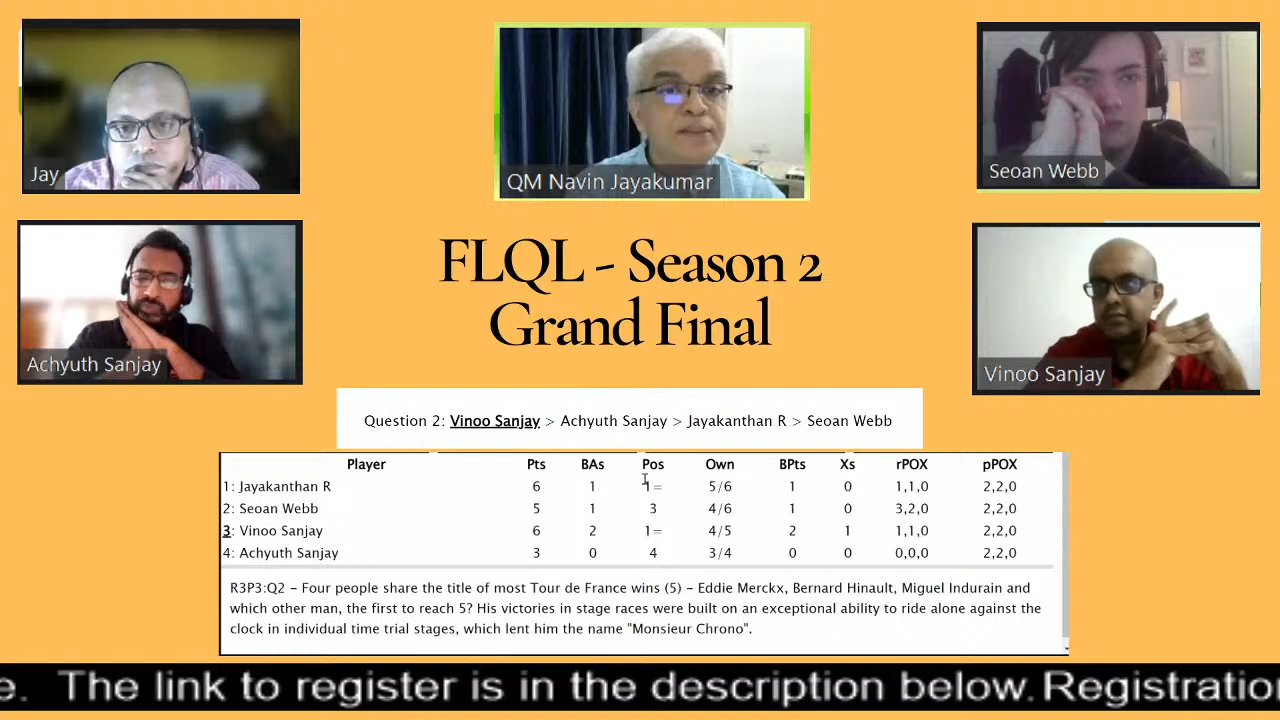 Jay
QM Navin Jayakumar
Seoan Webb
Achyuth Sanjay
Vinoo Sanjay
FLQL - Season 2
Grand Final
Question 2: Vinoo Sanjay > Achyuth Sanjay > Jayakanthan R > Seoan Webb
Player Pts BAs Pos Own BPts Xs rPOX pPOX
1: Jayakanthan R 6 1 1= 5/6 1 0 1,1,0 2,2,0
2: Seoan Webb 5 1 3 4/6 1 0 3,2,0 2,2,0
3: Vinoo Sanjay 6 2 1= 4/5 2 1 1,1,0 2,2,0
4: Achyuth Sanjay 3 0 4 3/4 0 0 0,0,0 2,2,0
R3P3:Q2 - Four people share the title of most Tour de France wins (5) - Eddie Merckx, Bernard Hinault, Miguel Indurain and
which other man, the first to reach 5? His victories in stage races were built on an exceptional ability to ride alone against the
clock in individual time trial stages, which lent him the name "Monsieur Chrono".
e. The link to register is in the description below. Registration